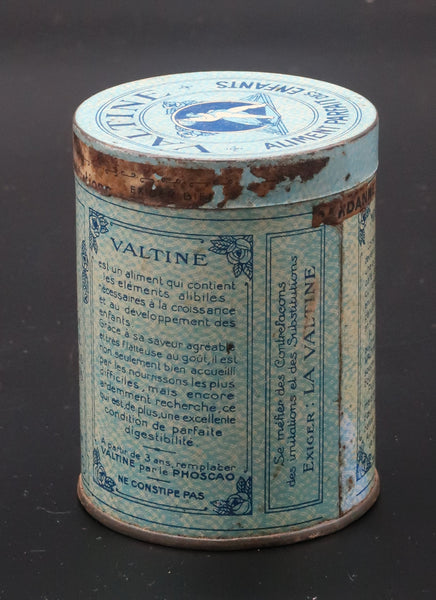 VALTINE
ALIMENT PARFAIT des ENFANTS
VALTINE
est un aliment qui contient
les éléments alibiles
nécessaires à la croissance
et au développement des
enfants.
Grâce à sa saveur agréable
et très flatteuse au goût, il est
non seulement bien accueilli
par les nourrissons les plus
difficiles, mais encore
ardemment recherché, ce
qui est de plus, une excellente
condition de parfaite
digestibilité
A partir de 3 ans, remplacer
VALTINE par le PHOSCAO
NE CONSTIPE PAS
Se méfier des Contrefaçons
des imitations et des Substitutions
EXIGER "LA VALTINE